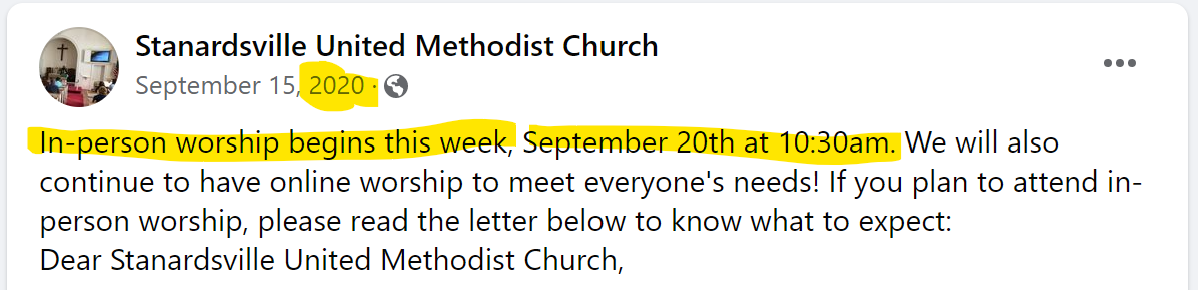 Stanardsville United Methodist Church
September 15, 2020 ·
In-person worship begins this week, September 20th at 10:30am. We will also
continue to have online worship to meet everyone's needs! If you plan to attend in-
person worship, please read the letter below to know what to expect:
Dear Stanardsville United Methodist Church,